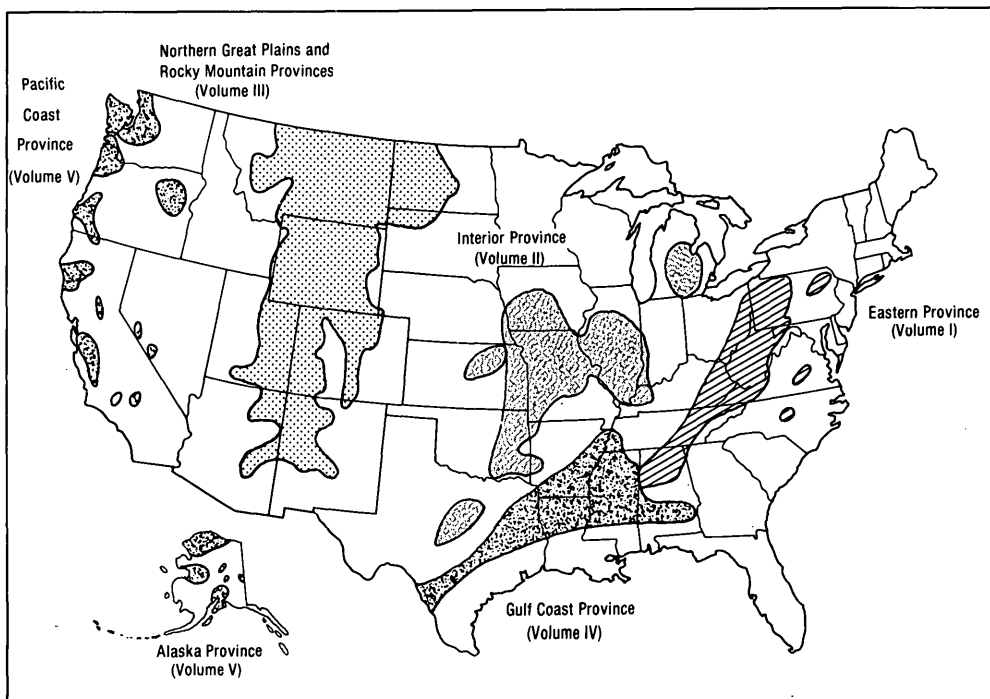 Northern Great Plains and
Rocky Mountain Provinces
(Volume III)
Pacific
Coast
Province
(Volume V)
Interior Province
(Volume II)
Eastern Province
(Volume I)
Gulf Coast Province
(Volume IV)
Alaska Province
(Volume V)